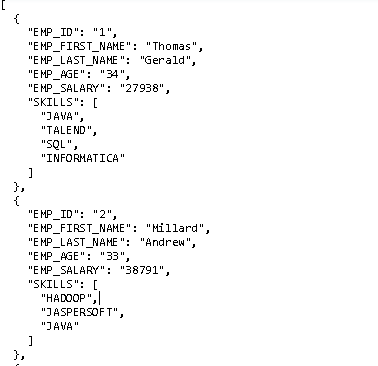 [
  {
    "EMP_ID": "1",
    "EMP_FIRST_NAME": "Thomas",
    "EMP_LAST_NAME": "Gerald",
    "EMP_AGE": "34",
    "EMP_SALARY": "27938",
    "SKILLS": [
      "JAVA",
      "TALEND",
      "SQL",
      "INFORMATICA"
    ]
  },
  {
    "EMP_ID": "2",
    "EMP_FIRST_NAME": "Millard",
    "EMP_LAST_NAME": "Andrew",
    "EMP_AGE": "33",
    "EMP_SALARY": "38791",
    "SKILLS": [
      "HADOOP",
      "JASPERSOFT",
      "JAVA"
    ]
  },
  {